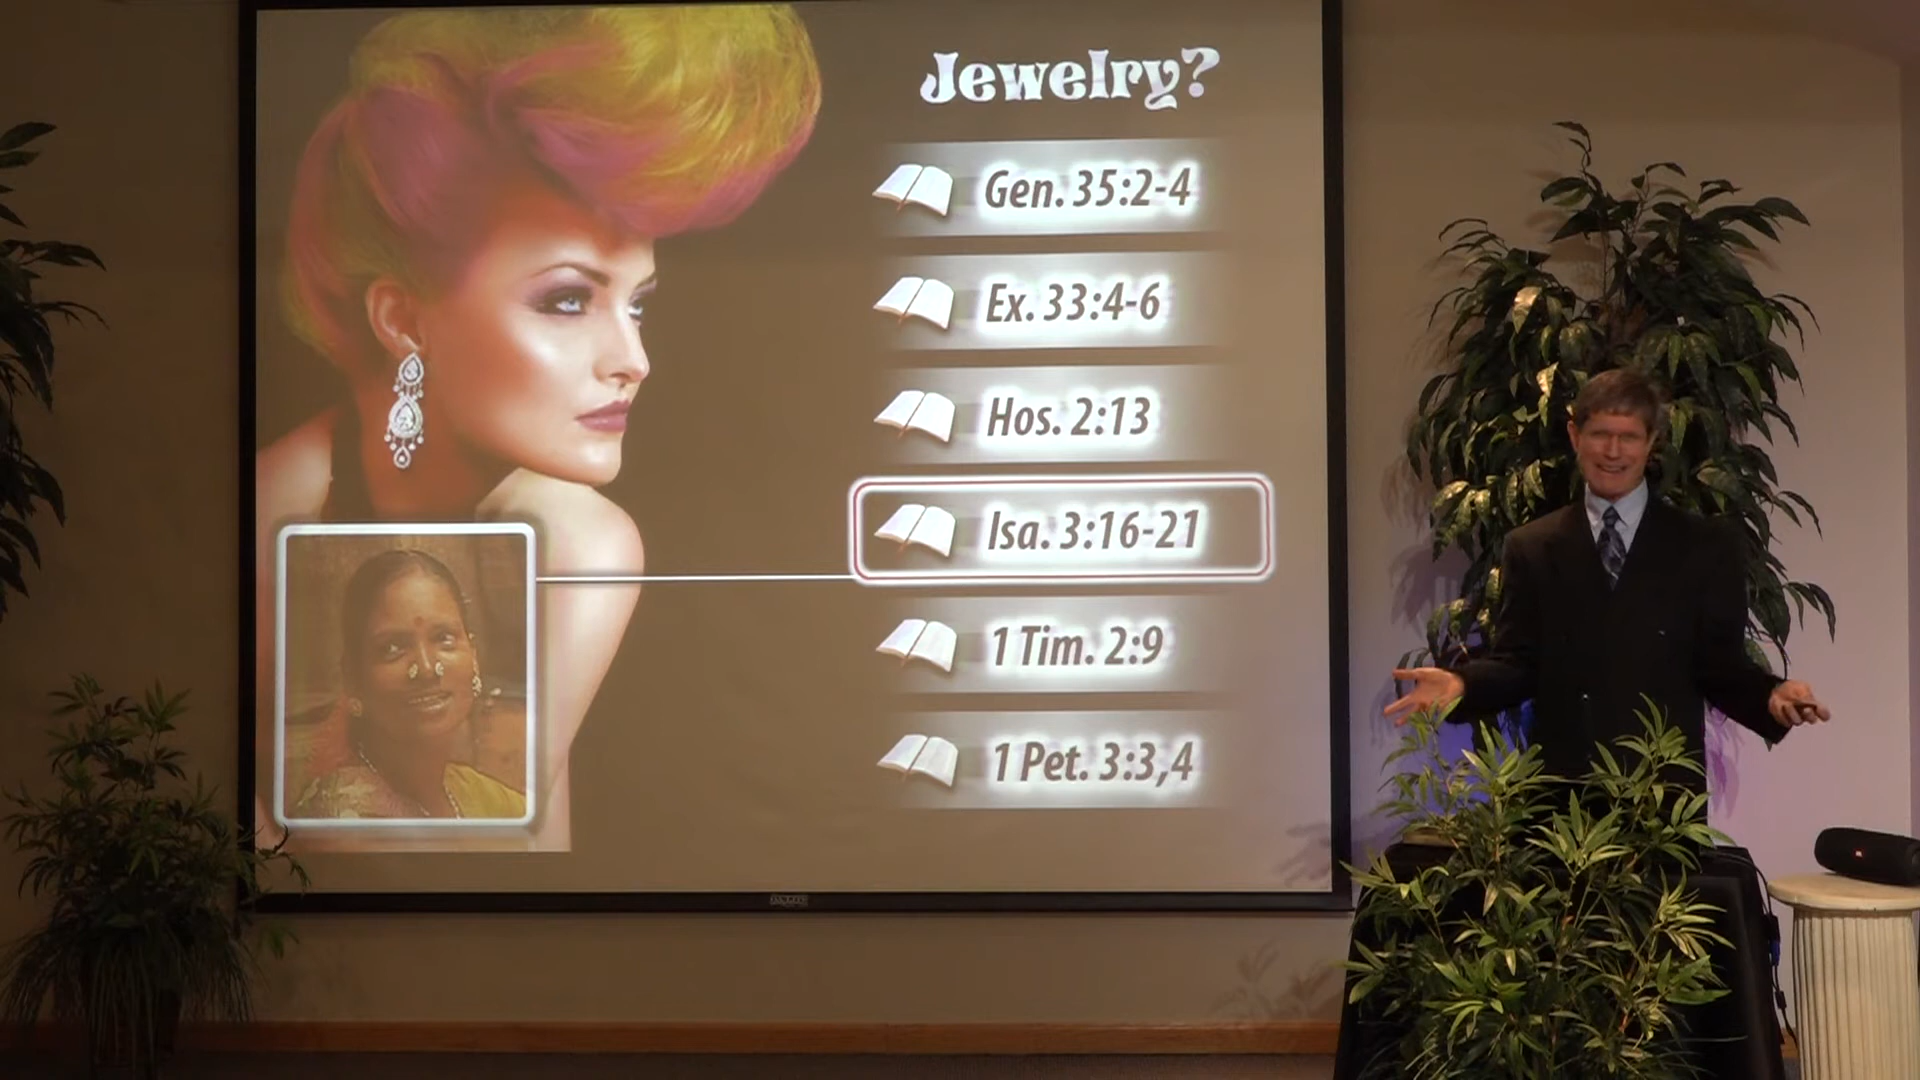 Jewelry?
Gen. 35:2-4
Ex. 33:4-6
Hos. 2:13
Isa. 3:16-21
1 Tim. 2:9
1 Pet. 3:3,4